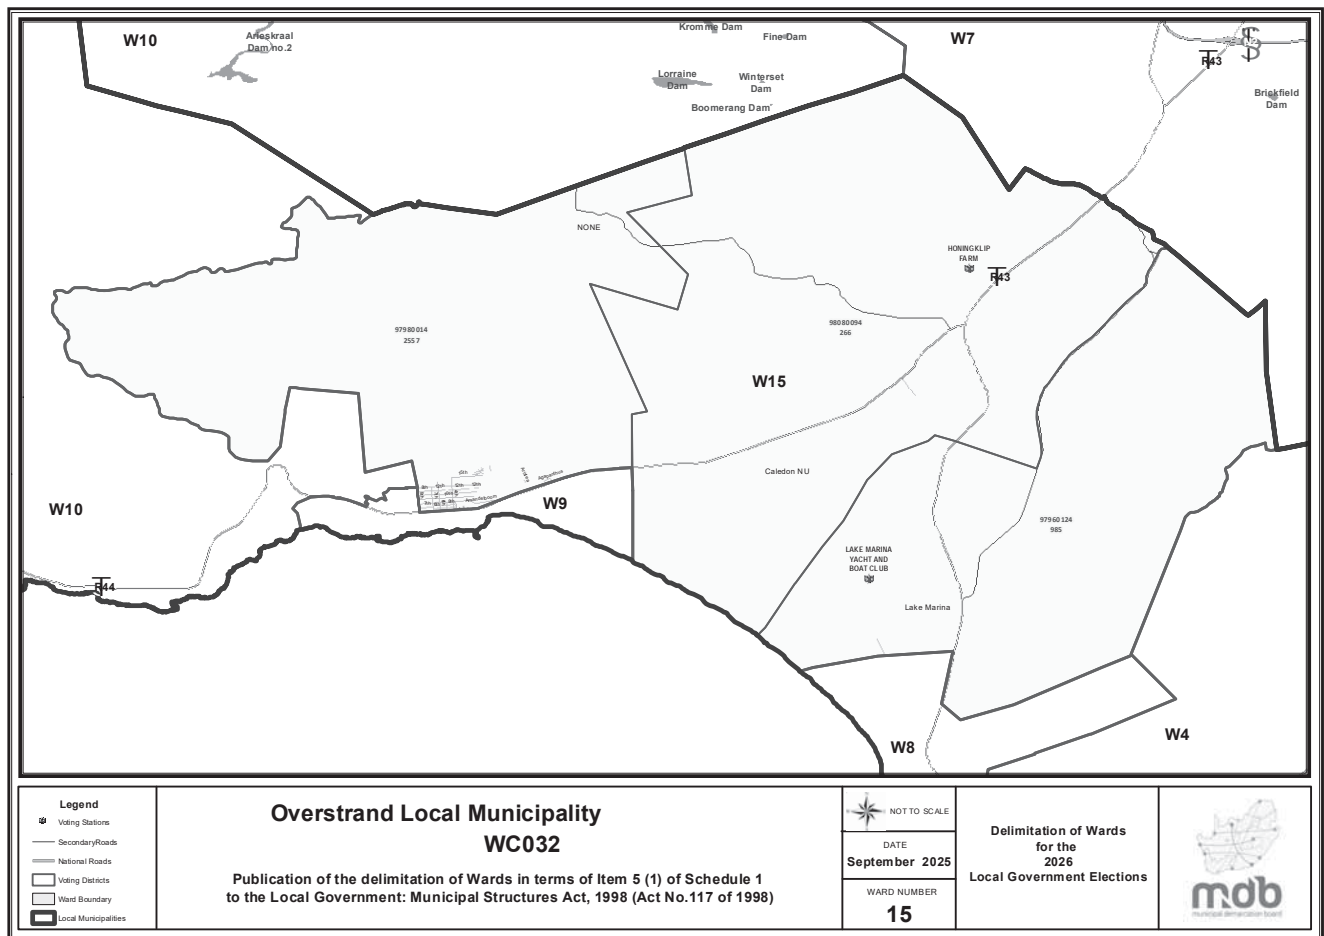 W10
Arieskraal
Dam no.2
Kromme Dam
Fine Dam
W7
R43
Brickfield
Dam
Lorraine
Dam
Winterset
Dam
Boomerang Dam
NONE
HONINGKLIP
FARM
R43
97980014
2557
98080094
266
W15
Caledon NU
W10
W9
97960124
985
LAKE MARINA
YACHT AND
BOAT CLUB
R44
Lake Marina
W8
W4
Legend
Voting Stations
SecondaryRoads
National Roads
Voting Districts
Ward Boundary
Local Municipalities
Overstrand Local Municipality
WC032
Publication of the delimitation of Wards in terms of Item 5 (1) of Schedule 1
to the Local Government: Municipal Structures Act, 1998 (Act No.117 of 1998)
NOT TO SCALE
DATE
September 2025
WARD NUMBER
15
Delimitation of Wards
for the
2026
Local Government Elections
mdb
municipal demarcation board